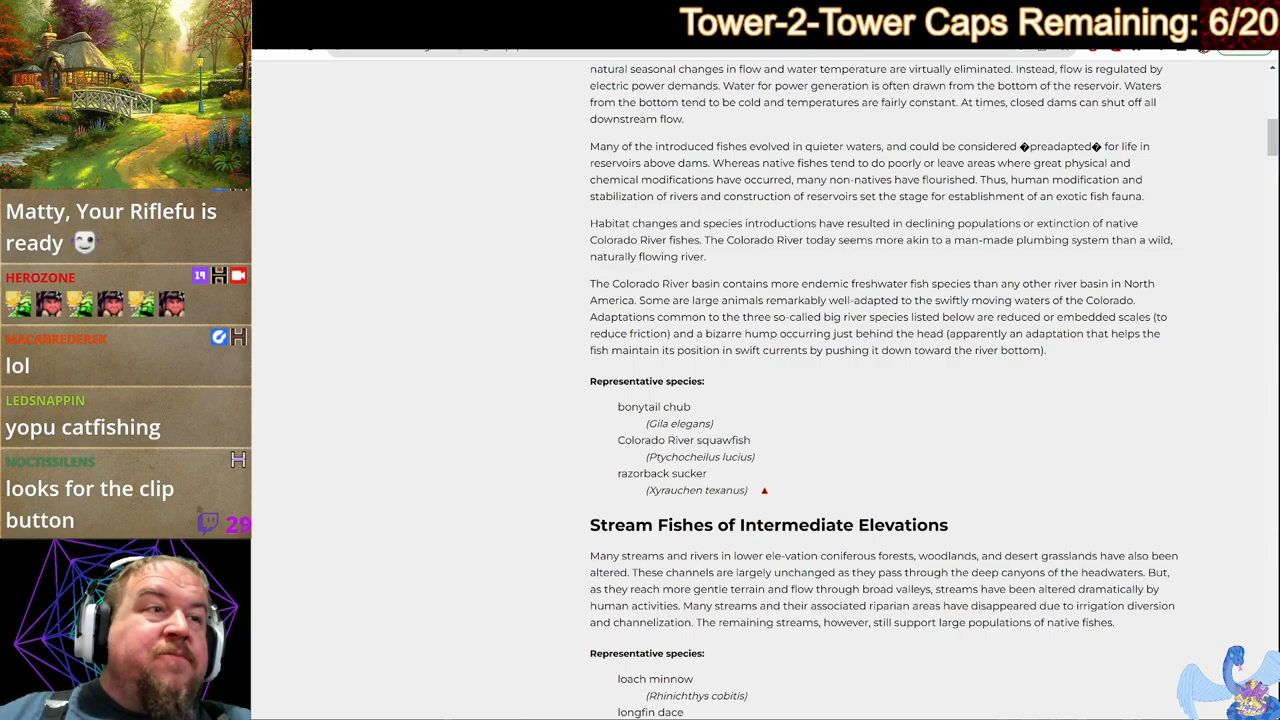 Tower-2-Tower Caps Remaining: 6/20
Matty, Your Riflefu is
ready
HEROZONE
19
MACABREDEREK
lol
LEDSNAPPIN
yopu catfishing
NOCTISSILENS
looks for the clip
button
29
natural seasonal changes in flow and water temperature are virtually eliminated. Instead, flow is regulated by
electric power demands. Water for power generation is often drawn from the bottom of the reservoir. Waters
from the bottom tend to be cold and temperatures are fairly constant. At times, closed dams can shut off all
downstream flow.
Many of the introduced fishes evolved in quieter waters, and could be considered �preadapted� for life in
reservoirs above dams. Whereas native fishes tend to do poorly or leave areas where great physical and
chemical modifications have occurred, many non-natives have flourished. Thus, human modification and
stabilization of rivers and construction of reservoirs set the stage for establishment of an exotic fish fauna.
Habitat changes and species introductions have resulted in declining populations or extinction of native
Colorado River fishes. The Colorado River today seems more akin to a man-made plumbing system than a wild,
naturally flowing river.
The Colorado River basin contains more endemic freshwater fish species than any other river basin in North
America. Some are large animals remarkably well-adapted to the swiftly moving waters of the Colorado.
Adaptations common to the three so-called big river species listed below are reduced or embedded scales (to
reduce friction) and a bizarre hump occurring just behind the head (apparently an adaptation that helps the
fish maintain its position in swift currents by pushing it down toward the river bottom).
Representative species:
bonytail chub
(Gila elegans)
Colorado River squawfish
(Ptychocheilus lucius)
razorback sucker
(Xyrauchen texanus)
Stream Fishes of Intermediate Elevations
Many streams and rivers in lower ele-vation coniferous forests, woodlands, and desert grasslands have also been
altered. These channels are largely unchanged as they pass through the deep canyons of the headwaters. But,
as they reach more gentle terrain and flow through broad valleys, streams have been altered dramatically by
human activities. Many streams and their associated riparian areas have disappeared due to irrigation diversion
and channelization. The remaining streams, however, still support large populations of native fishes.
Representative species:
loach minnow
(Rhinichthys cobitis)
longfin dace